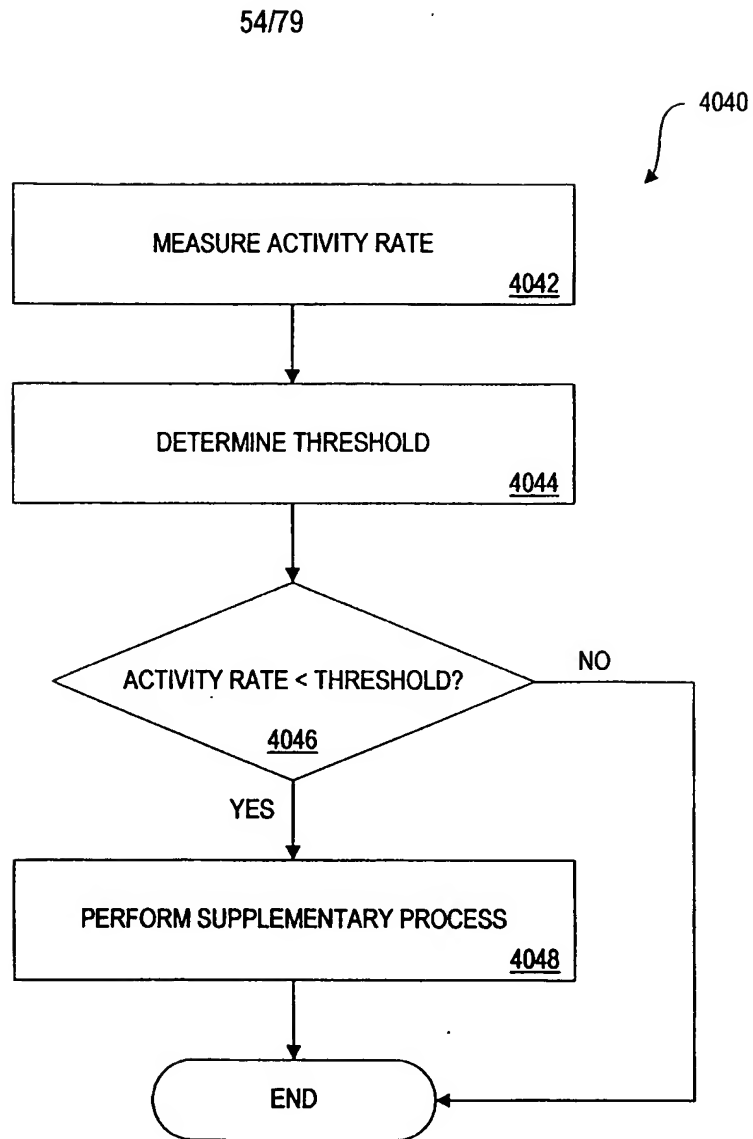 54/79
4040
MEASURE ACTIVITY RATE
4042
DETERMINE THRESHOLD
4044
ACTIVITY RATE < THRESHOLD?
4046
NO
YES
PERFORM SUPPLEMENTARY PROCESS
4048
END